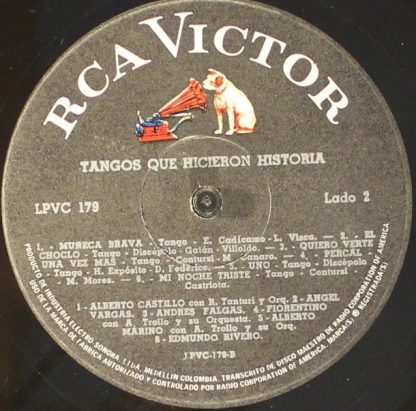 RCA VICTOR
TANGOS QUE HICIERON HISTORIA
LPVC 179
Lado 2
1. - MUÑECA BRAVA - Tango - E. Cadícamo-L. Visca. - 2. - EL
CHOCLO - Tango - Discépolo-Galán-Villoldo. - 3. - QUIERO VERTE
UNA VEZ MAS - Tango - Contursi - M. Canaro. - 4. - PERCAL -
- Tango - H. Expósito - D. Federico. - 5. - UNO - Tango - Discépolo
- M. Mores. - 6. - MI NOCHE TRISTE - Tango - Contursi -
Castriota.
1 - ALBERTO CASTILLO con R. Tanturi y Orq. 2 - ANGEL
VARGAS. 3 - ANDRES FALGAS. 4 - FIORENTINO
con A. Troilo y su Orquesta. 5 - ALBERTO
MARINO con A. Troilo y su Orq.
6 - EDMUNDO RIVERO.
LPVC-179-B
PRODUCTO DE INDUSTRIA ELECTRO SONORA, LTDA. MEDELLIN COLOMBIA. TRANSCRITO DE DISCO MAESTRO DE RADIO CORPORATION OF AMERICA
USO DE LA MARCA DE FABRICA AUTORIZADO Y CONTROLADO POR RADIO CORPORATION OF AMERICA. MARCA(S) ® REGISTRADA(S)